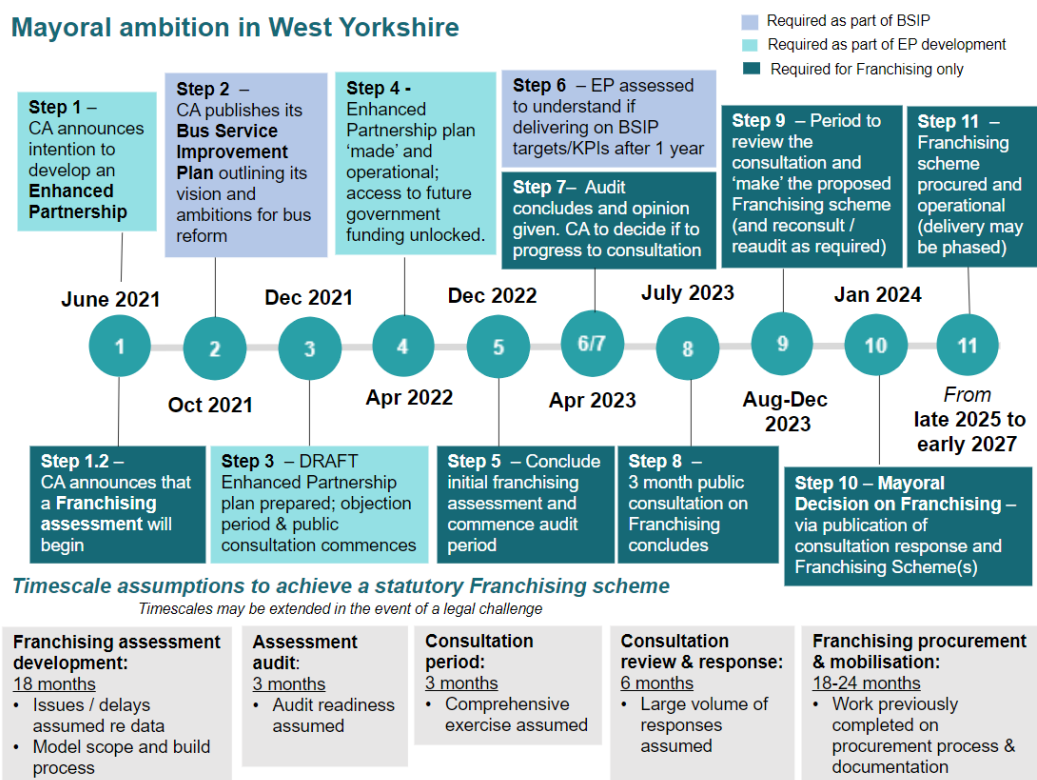 Mayoral ambition in West Yorkshire
Required as part of BSIP
Required as part of EP development
Required for Franchising only
Step 1 –
CA announces
intention to
develop an
Enhanced
Partnership
Step 2 –
CA publishes its
Bus Service
Improvement
Plan outlining its
vision and
ambitions for bus
reform
Step 4 -
Enhanced
Partnership plan
‘made’ and
operational;
access to future
government
funding unlocked.
Step 6 – EP assessed
to understand if
delivering on BSIP
targets/KPIs after 1 year
Step 7– Audit
concludes and opinion
given. CA to decide if to
progress to consultation
Step 9 – Period to
review the
consultation and
‘make’ the proposed
Franchising scheme
(and reconsult /
reaudit as required)
Step 11 –
Franchising
scheme
procured and
operational
(delivery may
be phased)
June 2021
Dec 2021
Dec 2022
July 2023
Jan 2024
1
2
3
4
5
6/7
8
9
10
11
Oct 2021
Apr 2022
Apr 2023
Aug-Dec
2023
From
late 2025 to
early 2027
Step 1.2 –
CA announces that
a Franchising
assessment will
begin
Step 3 – DRAFT
Enhanced Partnership
plan prepared; objection
period & public
consultation commences
Step 5 – Conclude
initial franchising
assessment and
commence audit
period
Step 8 –
3 month public
consultation on
Franchising
concludes
Step 10 – Mayoral
Decision on Franchising –
via publication of
consultation response and
Franchising Scheme(s)
Timescale assumptions to achieve a statutory Franchising scheme
Timescales may be extended in the event of a legal challenge
Franchising assessment
development:
18 months
• Issues / delays
assumed re data
• Model scope and build
process
Assessment
audit:
3 months
• Audit readiness
assumed
Consultation
period:
3 months
• Comprehensive
exercise assumed
Consultation
review & response:
6 months
• Large volume of
responses
assumed
Franchising procurement
& mobilisation:
18-24 months
• Work previously
completed on
procurement process &
documentation